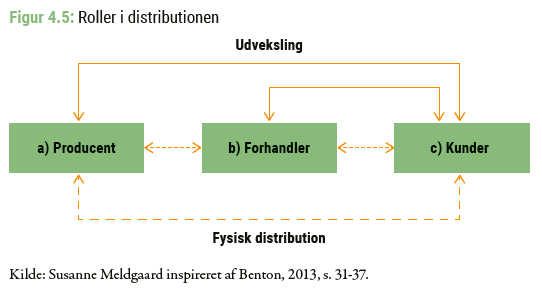 Figur 4.5: Roller i distributionen
Udveksling
a) Producent
b) Forhandler
c) Kunder
Fysisk distribution
Kilde: Susanne Meldgaard inspireret af Benton, 2013, s. 31-37.